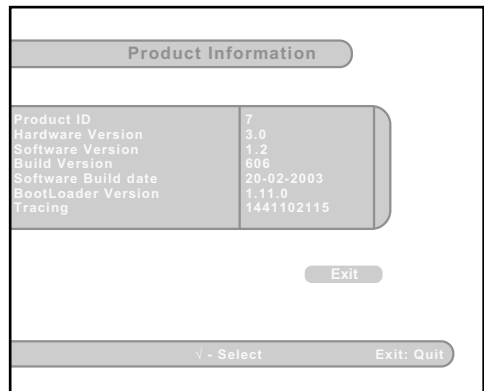 Product Information
Product ID 7
Hardware Version 3.0
Software Version 1.2
Build Version 606
Software Build date 20-02-2003
BootLoader Version 1.11.0
Tracing 1441102115
Exit
√ - Select Exit: Quit